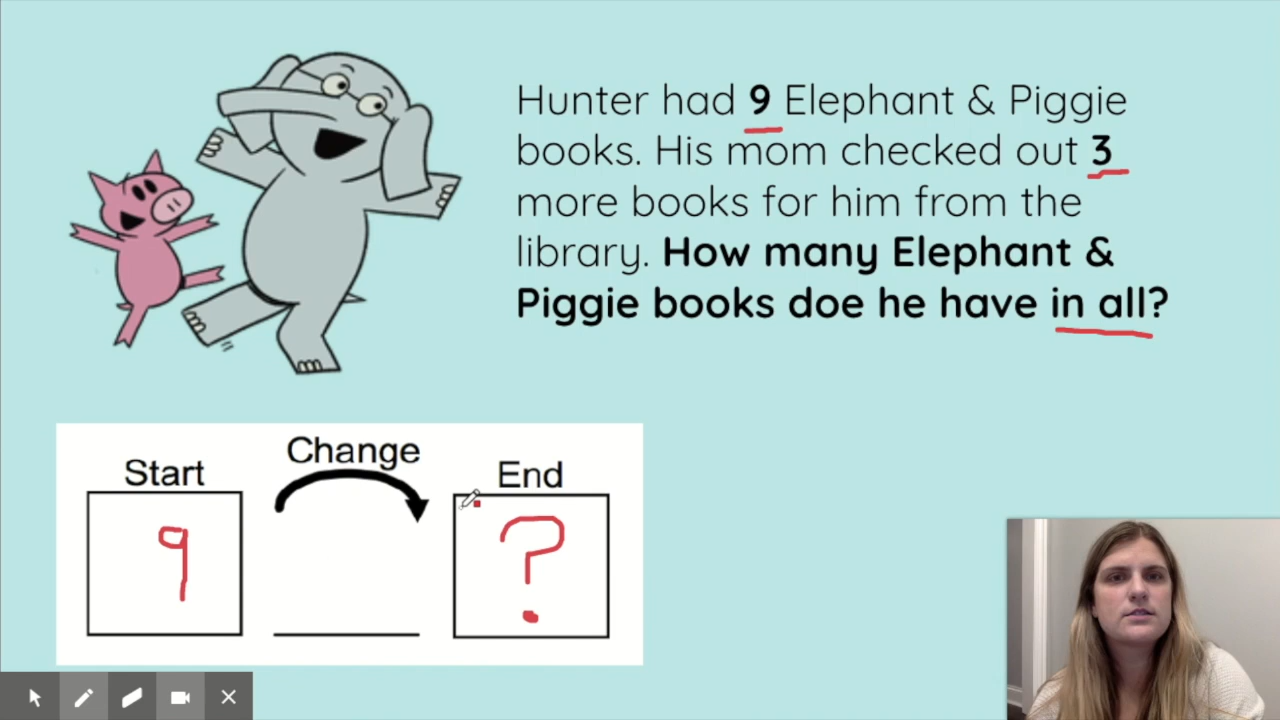 Hunter had 9 Elephant & Piggie
books. His mom checked out 3
more books for him from the
library. How many Elephant &
Piggie books doe he have in all?
Change
Start
End
9
?